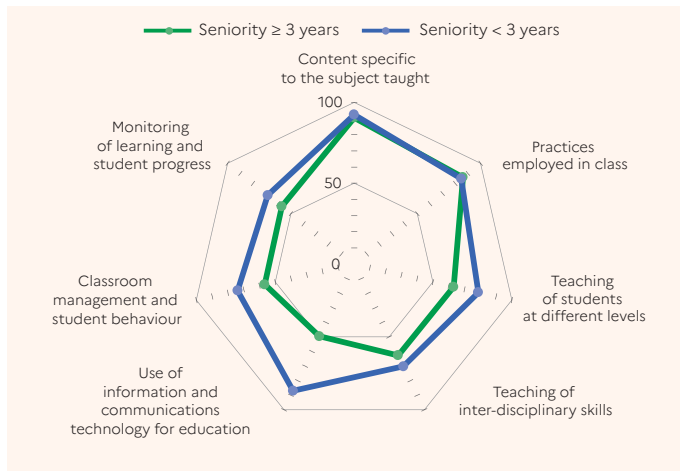 Seniority ≥ 3 years
Seniority < 3 years
Content specific
to the subject taught
100
Monitoring
of learning and
student progress
Practices
employed in class
50
0
Classroom
management and
student behaviour
Teaching
of students
at different levels
Use of
information and
communications
technology for education
Teaching of
inter-disciplinary skills